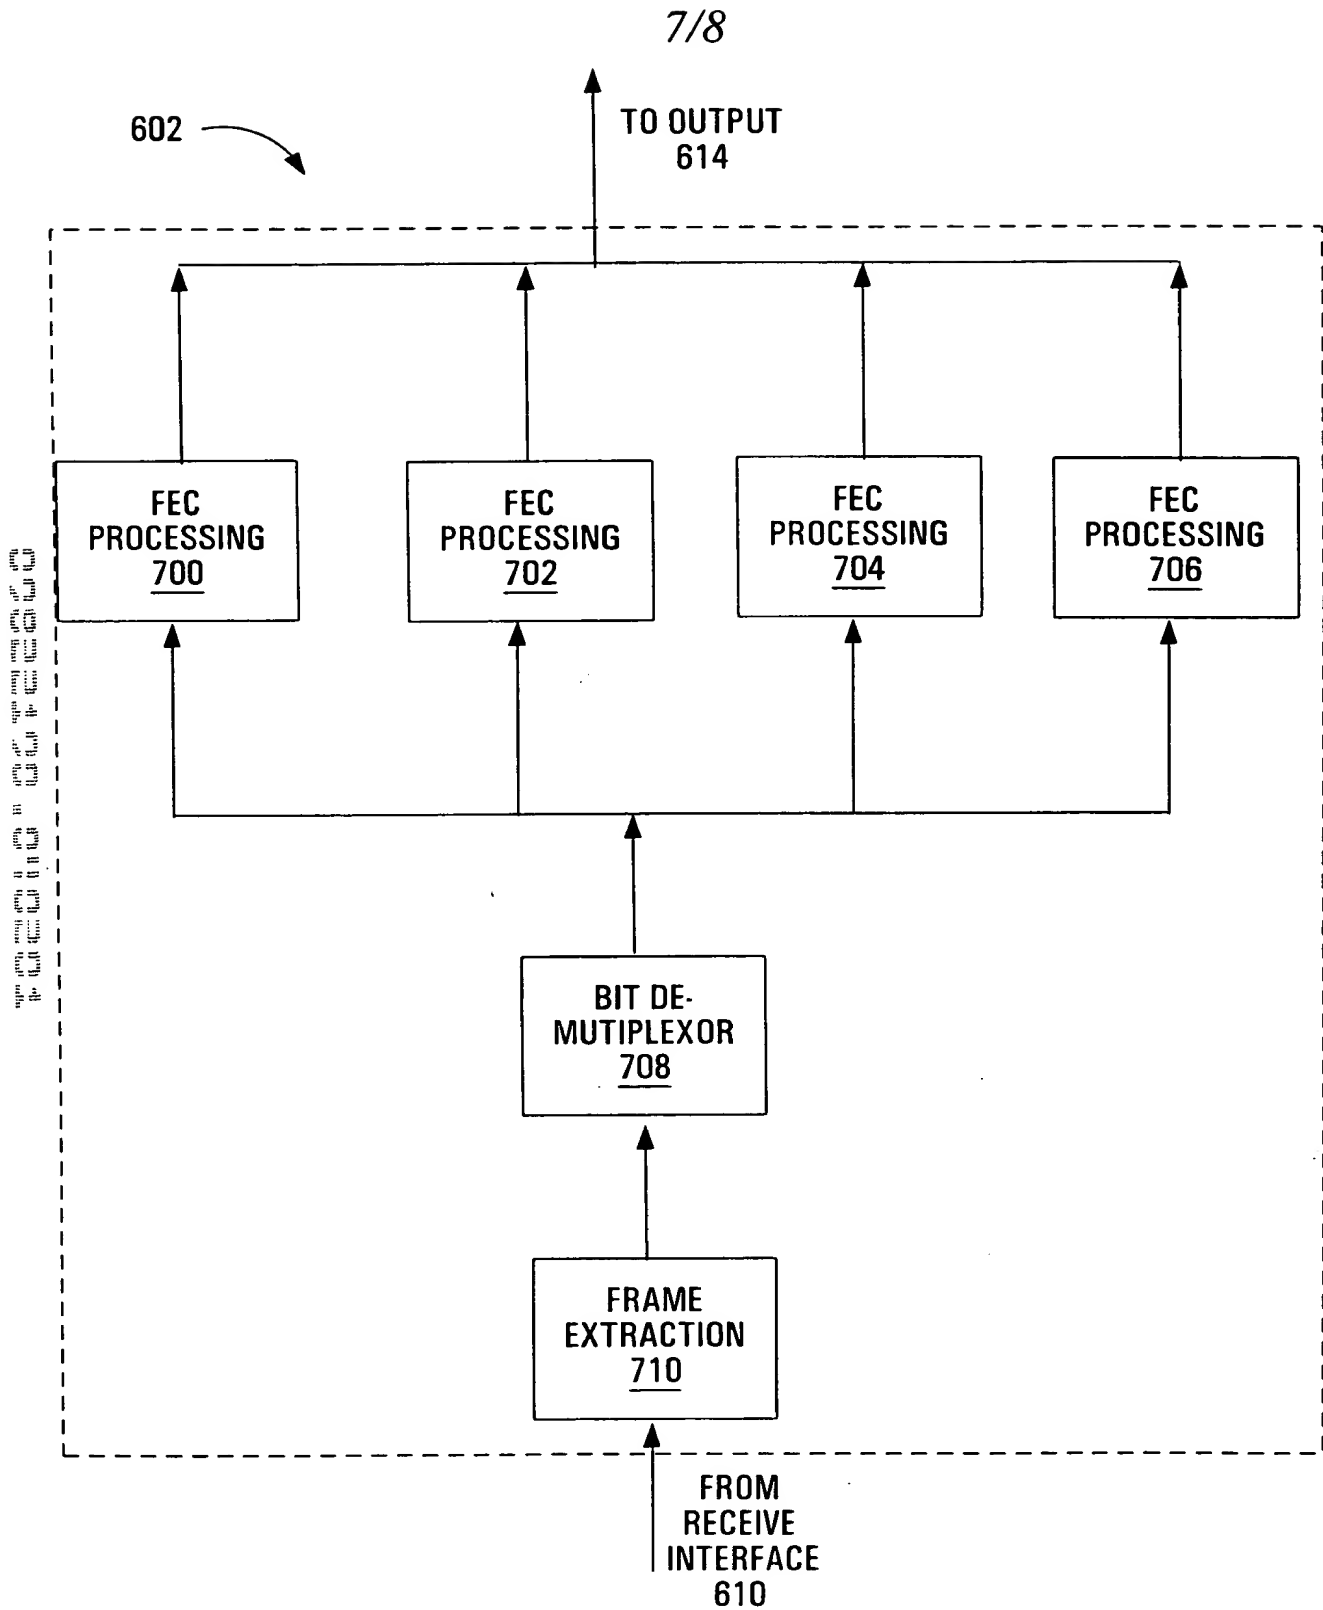 7/8
602
TO OUTPUT
614
FEC
PROCESSING
700
FEC
PROCESSING
702
FEC
PROCESSING
704
FEC
PROCESSING
706
BIT DE-
MUTIPLEXOR
708
FRAME
EXTRACTION
710
FROM
RECEIVE
INTERFACE
610